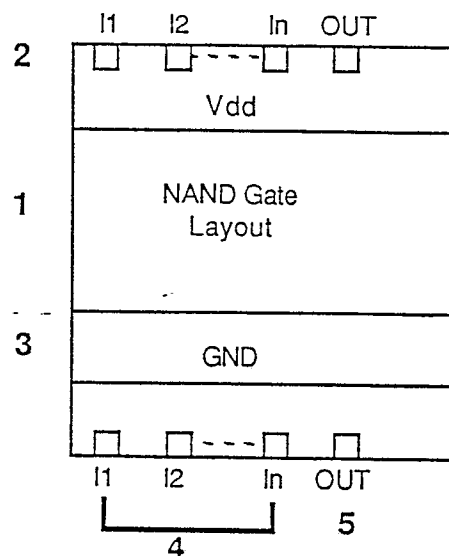 I1 I2 In OUT
2
Vdd
1
NAND Gate
Layout
3
GND
I1 I2 In OUT
4
5